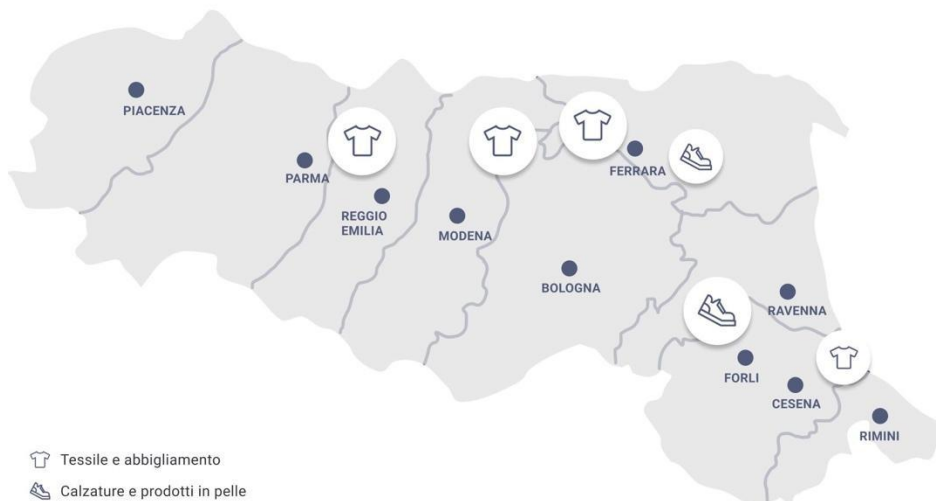 PIACENZA
PARMA
REGGIO
EMILIA
MODENA
FERRARA
BOLOGNA
RAVENNA
FORLI
CESENA
RIMINI
Tessile e abbigliamento
Calzature e prodotti in pelle